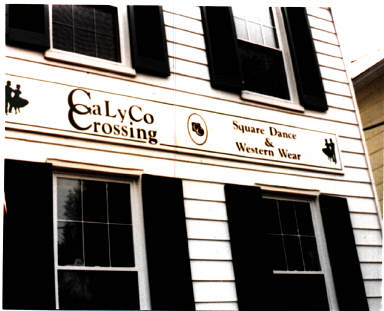 CaLyCo
Crossing
Square Dance
&
Western Wear